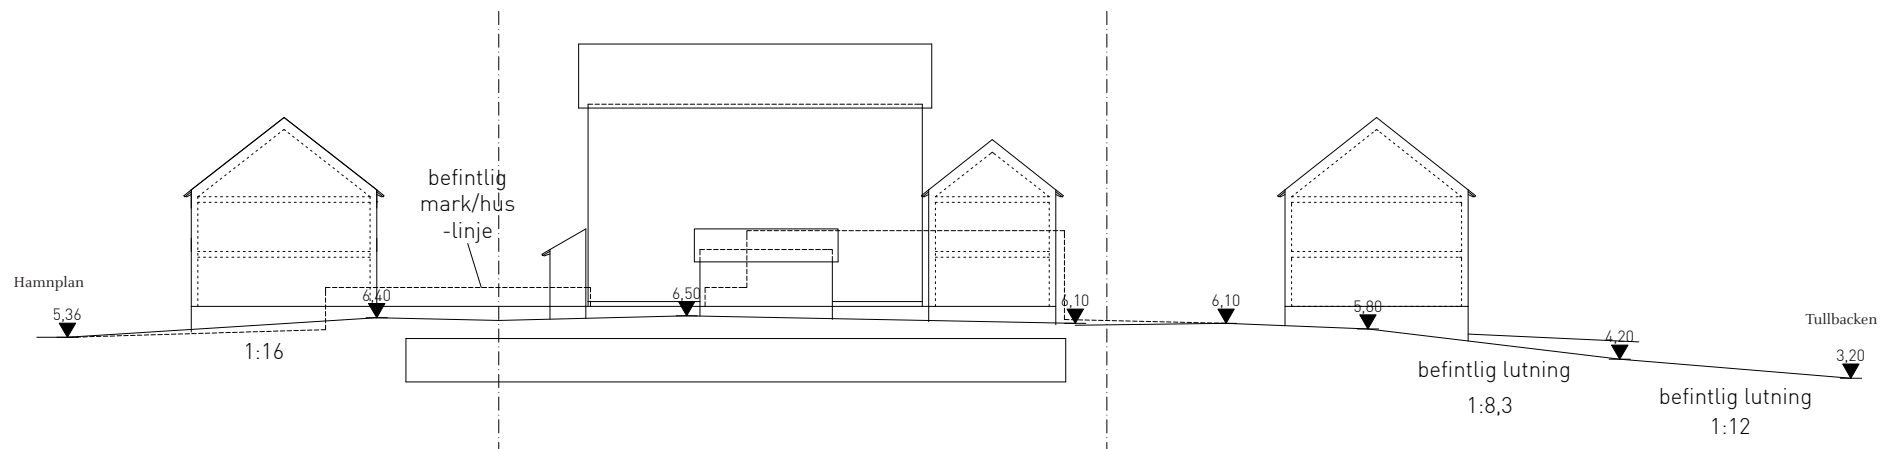 befintlig
mark/hus
-linje
Hamnplan
5,36
6,40
6,50
6,10
6,10
5,80
4,20
Tullbacken
3,20
1:16
befintlig lutning
1:8,3
befintlig lutning
1:12